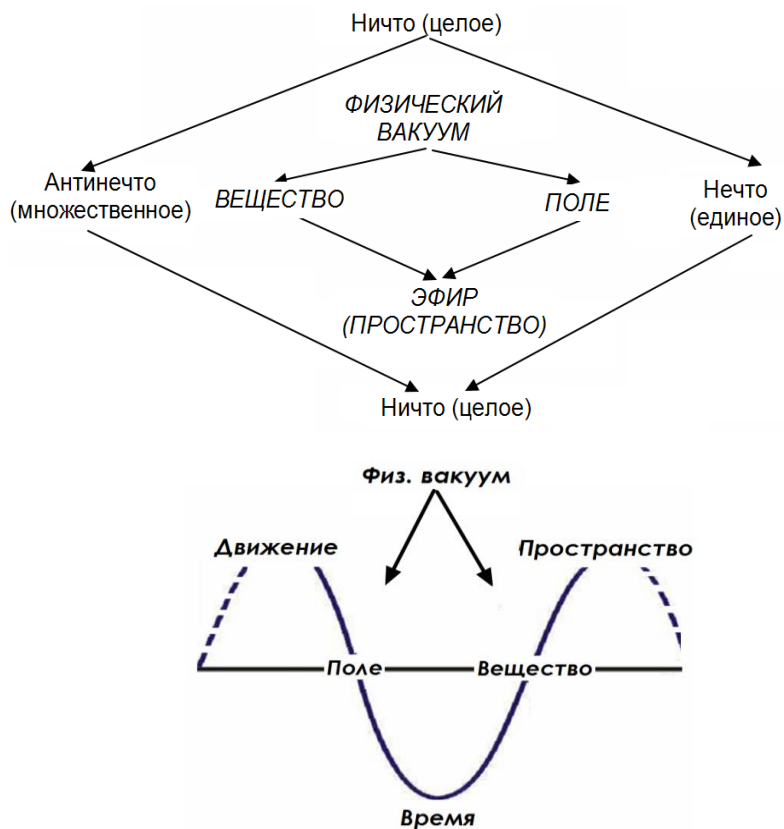 Ничто (целое)
ФИЗИЧЕСКИЙ
ВАКУУМ
Антинечто
(множественное)
ВЕЩЕСТВО
ПОЛЕ
Нечто
(единое)
ЭФИР
(ПРОСТРАНСТВО)
Ничто (целое)
Физ. вакуум
Движение
Пространство
Поле
Вещество
Время